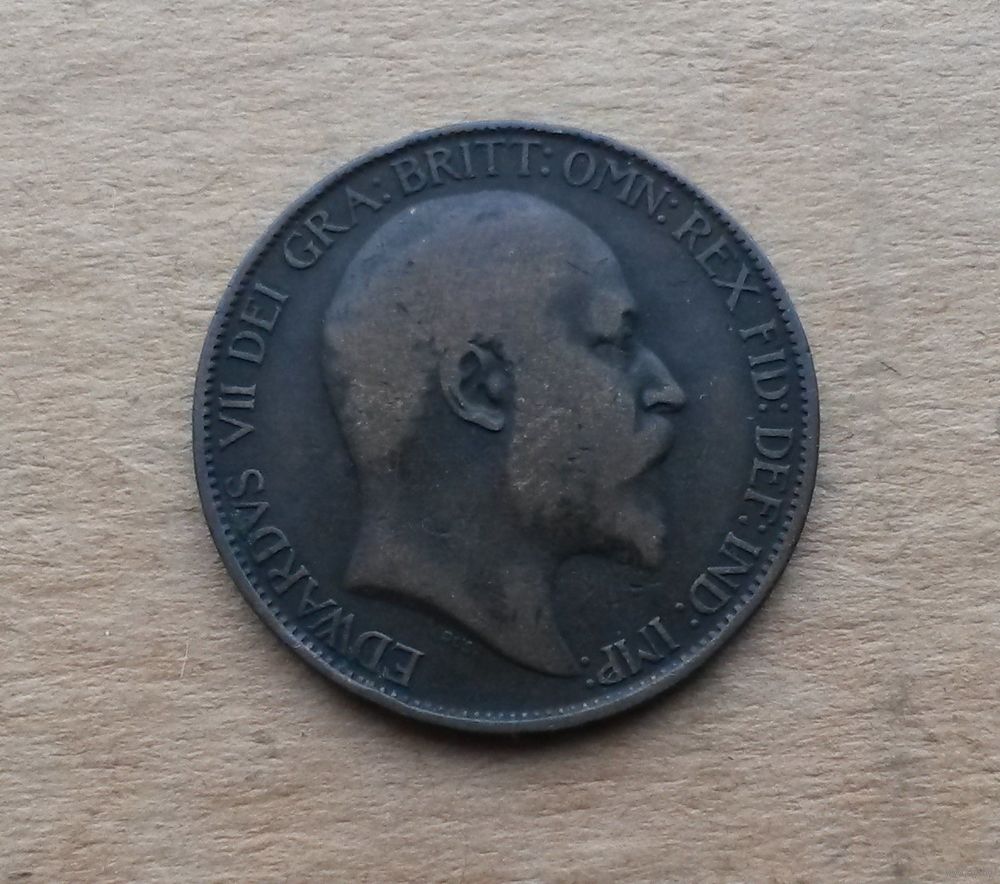 EDWARDVS VII DEI GRA: BRITT: OMN: REX FID: DEF: IND: IMP: